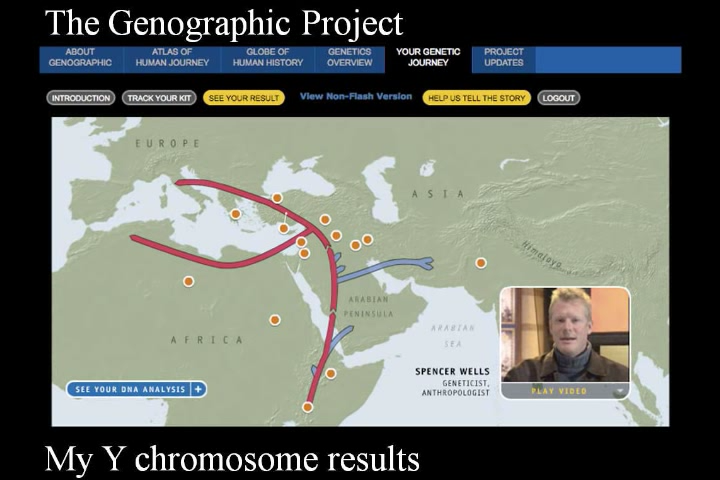 The Genographic Project
ABOUT GENOGRAPHIC
ATLAS OF HUMAN JOURNEY
GLOBE OF HUMAN HISTORY
GENETICS OVERVIEW
YOUR GENETIC JOURNEY
PROJECT UPDATES
INTRODUCTION
TRACK YOUR KIT
SEE YOUR RESULT
View Non-Flash Version
HELP US TELL THE STORY
LOGOUT
EUROPE
ASIA
Himalaya
ARABIAN
PENINSULA
ARABIAN
SEA
AFRICA
SPENCER WELLS
GENETICIST,
ANTHROPOLOGIST
PLAY VIDEO
SEE YOUR DNA ANALYSIS +
My Y chromosome results